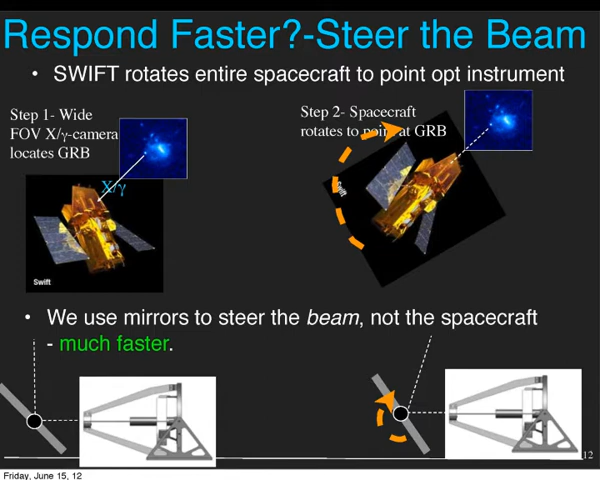 Respond Faster?-Steer the Beam
• SWIFT rotates entire spacecraft to point opt instrument
Step 1- Wide
FOV X/γ-camera
locates GRB
X/γ
Swift
Step 2- Spacecraft
rotates to point at GRB
Swift
• We use mirrors to steer the beam, not the spacecraft
- much faster.
12
Friday, June 15, 12